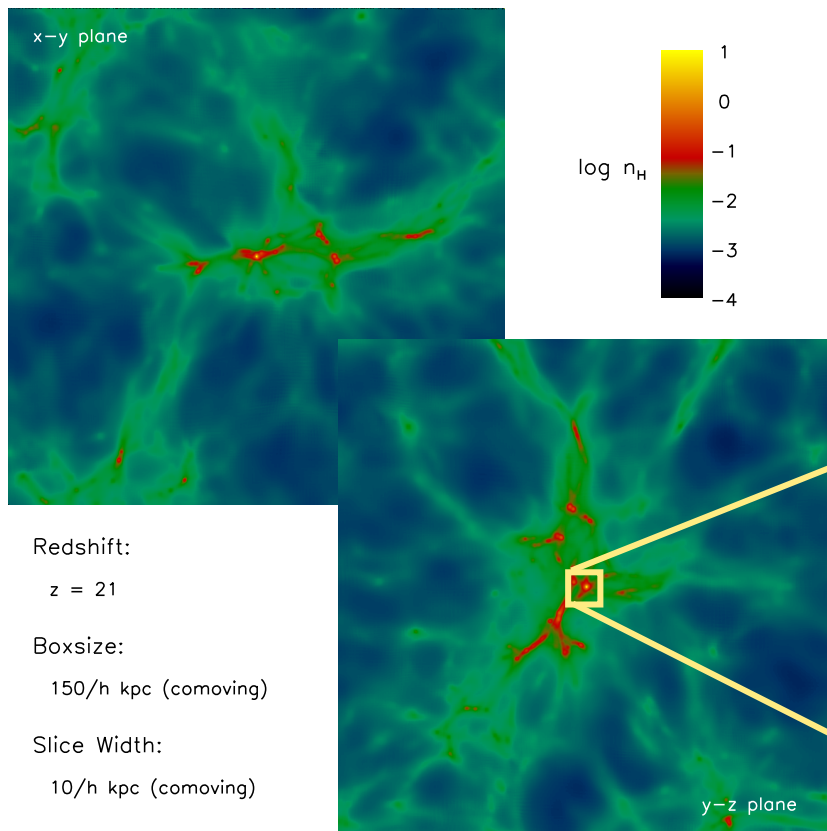 x-y plane
1
0
-1
log n_H
-2
-3
-4
Redshift:
z = 21
Boxsize:
150/h kpc (comoving)
Slice Width:
10/h kpc (comoving)
y-z plane